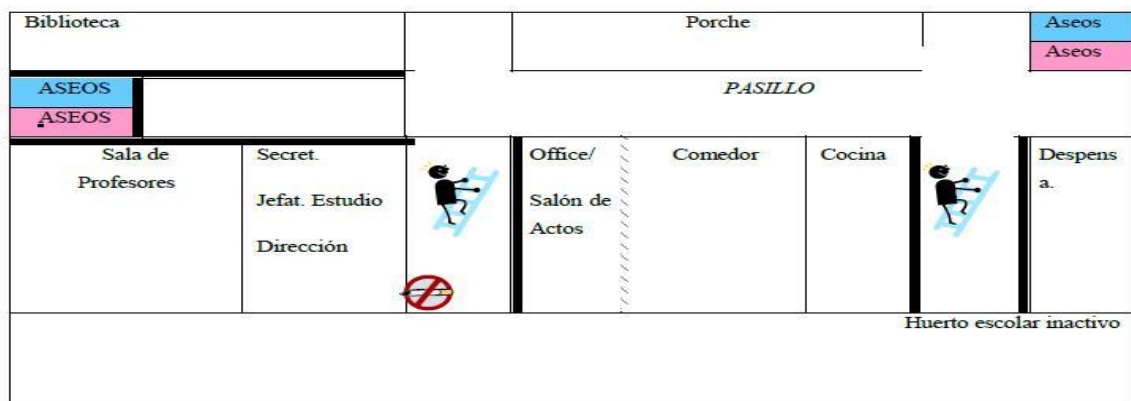 Biblioteca
Porche
Aseos
Aseos
ASEOS
PASILLO
ASEOS
Sala de
Profesores
Secret.
Jefat. Estudio
Dirección
Office/
Salón de
Actos
Comedor
Cocina
Despens
a.
Huerto escolar inactivo